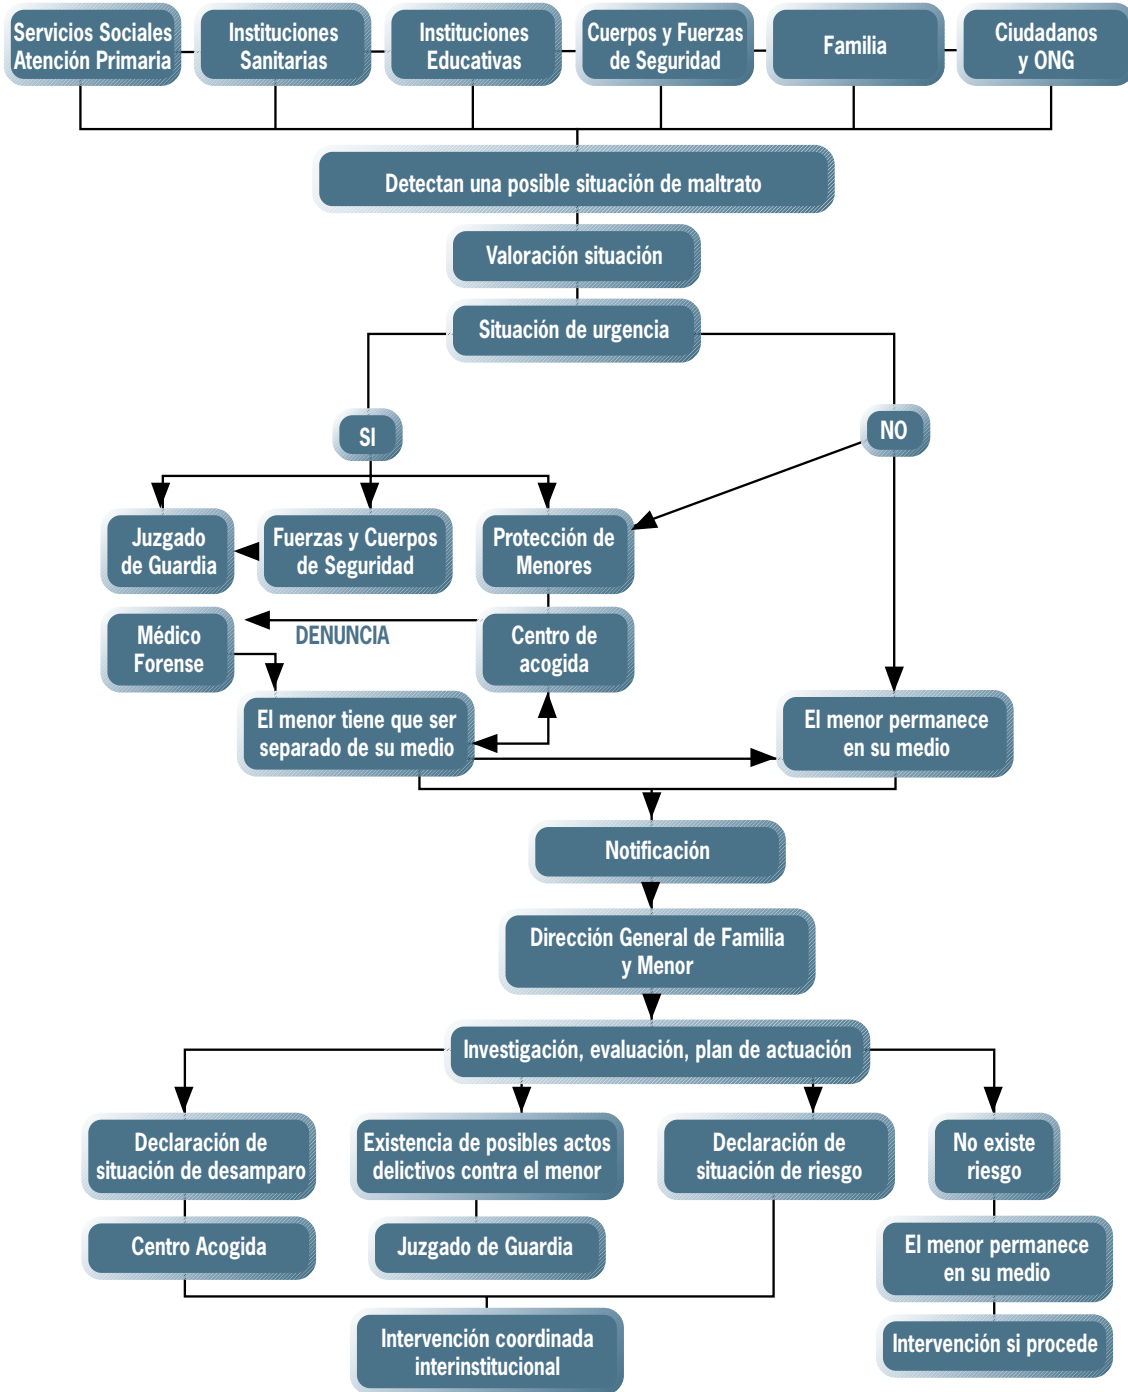 Servicios Sociales
Atención Primaria
Instituciones
Sanitarias
Instituciones
Educativas
Cuerpos y Fuerzas
de Seguridad
Familia
Ciudadanos
y ONG
Detectan una posible situación de maltrato
Valoración situación
Situación de urgencia
SI
NO
Juzgado
de Guardia
Fuerzas y Cuerpos
de Seguridad
Protección de
Menores
Médico
Forense
DENUNCIA
Centro de
acogida
El menor tiene que ser
separado de su medio
El menor permanece
en su medio
Notificación
Dirección General de Familia
y Menor
Investigación, evaluación, plan de actuación
Declaración de
situación de desamparo
Existencia de posibles actos
delictivos contra el menor
Declaración de
situación de riesgo
No existe
riesgo
Centro Acogida
Juzgado de Guardia
El menor permanece
en su medio
Intervención coordinada
interinstitucional
Intervención si procede